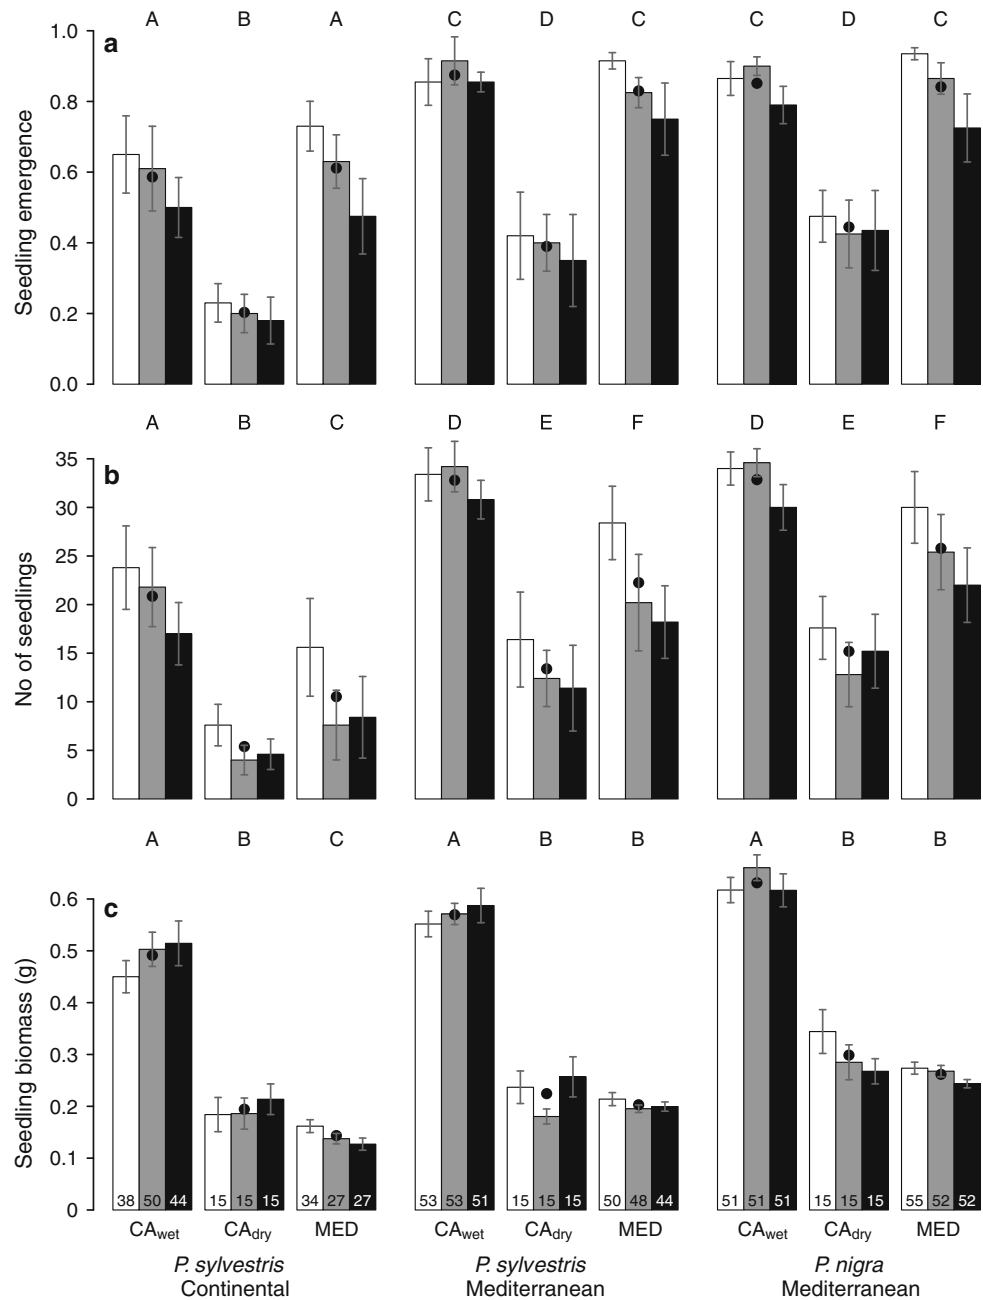 A B A C D C C D C
a
1.0
0.8
0.6
0.4
0.2
0.0
Seedling emergence
A B C D E F D E F
b
35
30
25
20
15
10
5
0
No of seedlings
A B C A B B A B B
c
0.6
0.5
0.4
0.3
0.2
0.1
0
Seedling biomass (g)
38 50 44 15 15 15 34 27 27 53 53 51 15 15 15 50 48 44 51 51 51 15 15 15 55 52 52
CAwet CAdry MED CAwet CAdry MED CAwet CAdry MED
P. sylvestris P. sylvestris P. nigra
Continental Mediterranean Mediterranean